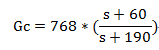 Gc = 768 * (s + 60 / s + 190)